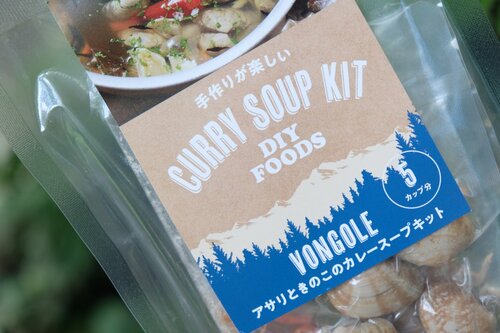 手作りが楽しい
CURRY SOUP KIT
DIY
FOODS
5
カップ分
VONGOLE
アサリときのこのカレースープキット